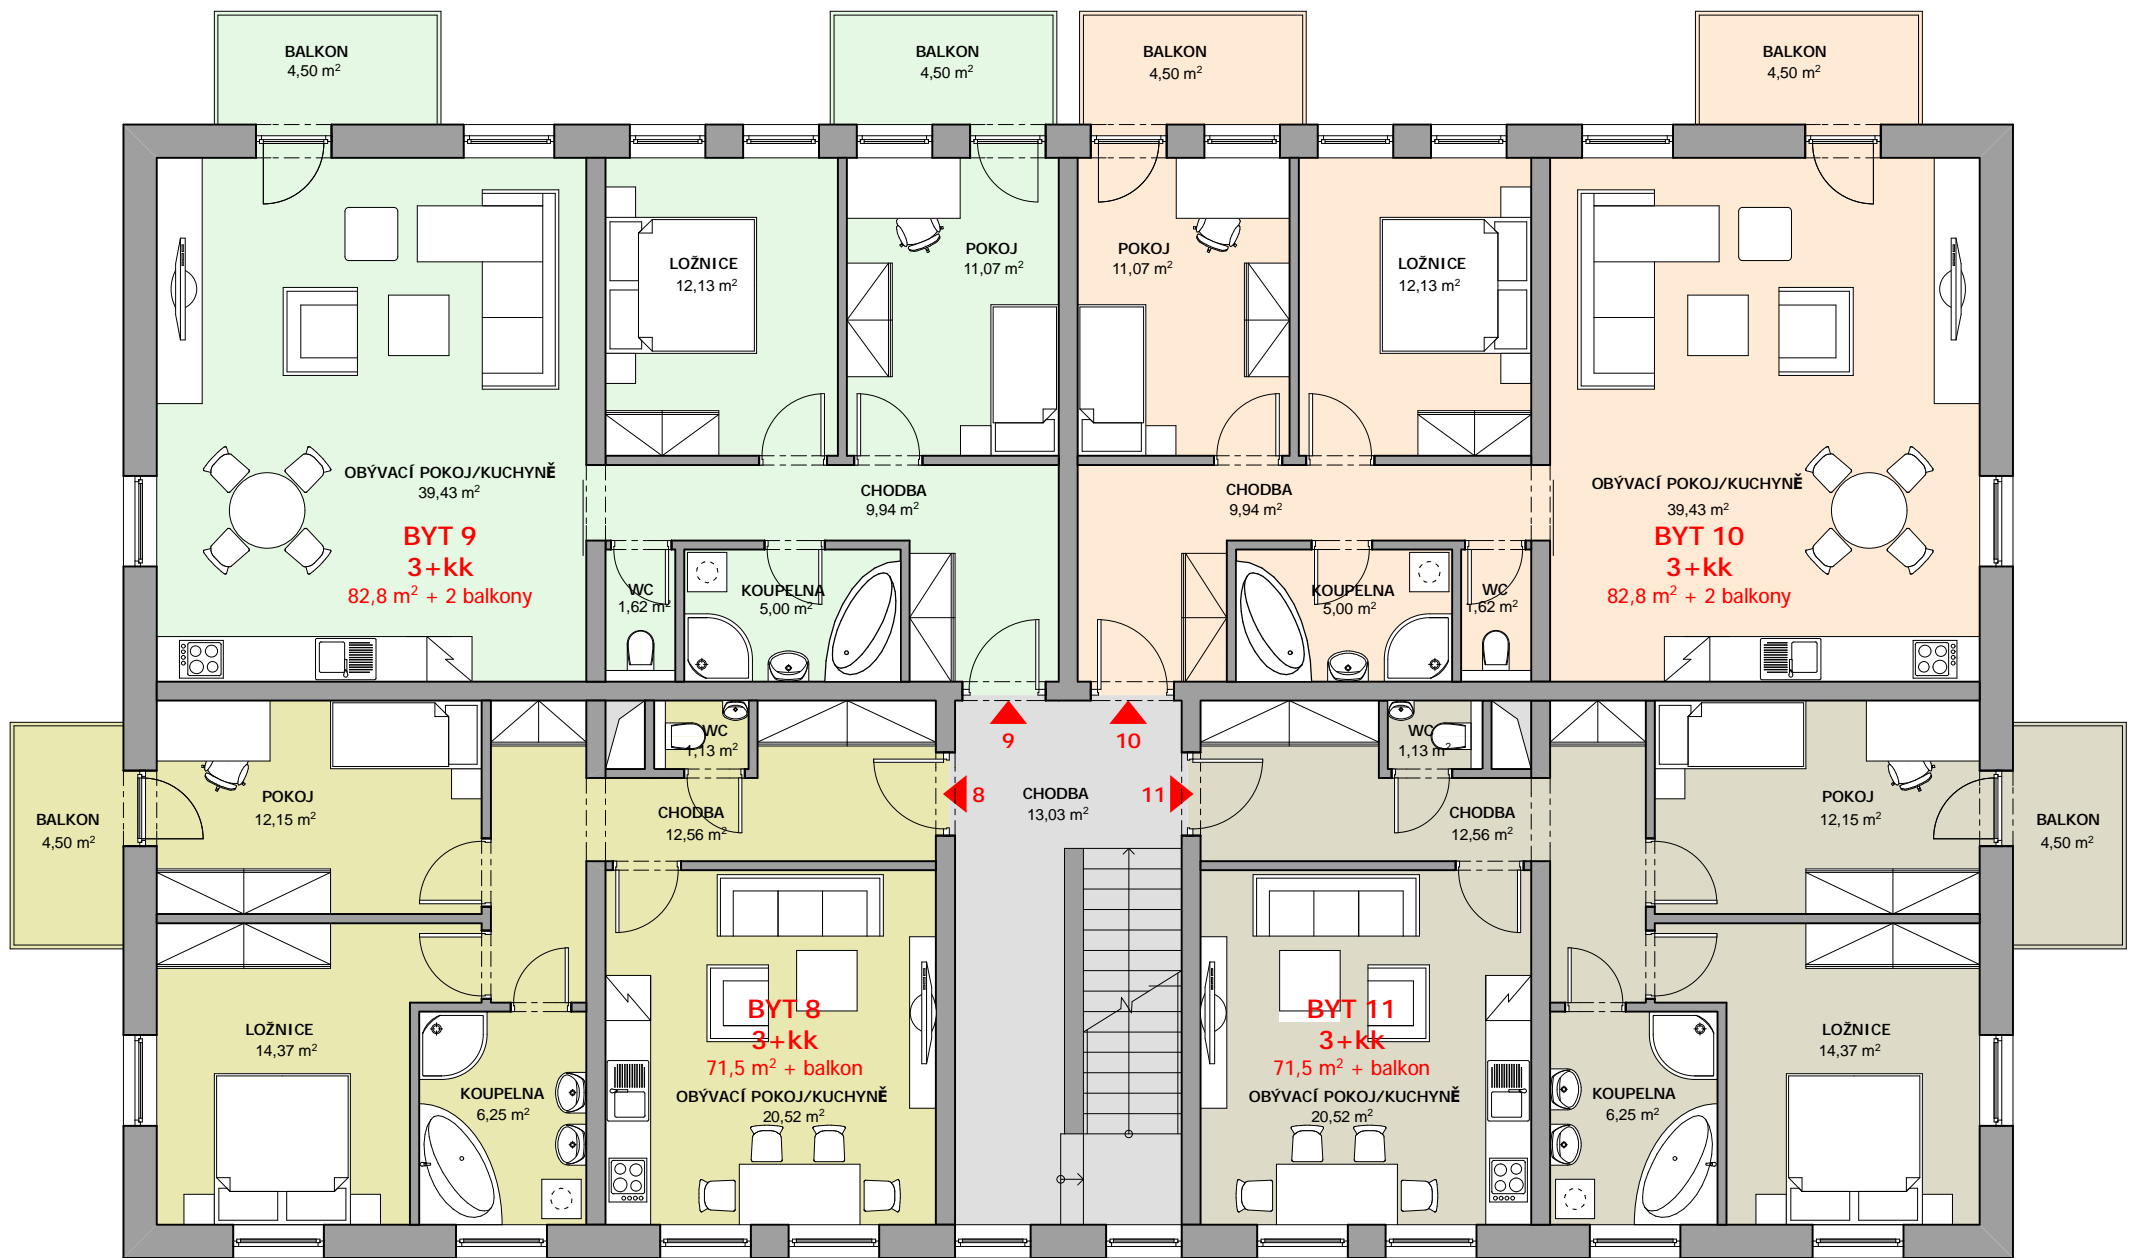 BALKON
4,50 m²
BALKON
4,50 m²
BALKON
4,50 m²
BALKON
4,50 m²
LOŽNICE
12,13 m²
POKOJ
11,07 m²
POKOJ
11,07 m²
LOŽNICE
12,13 m²
OBÝVACÍ POKOJ/KUCHYNĚ
39,43 m²
BYT 9
3+kk
82,8 m² + 2 balkony
CHODBA
9,94 m²
CHODBA
9,94 m²
OBÝVACÍ POKOJ/KUCHYNĚ
39,43 m²
BYT 10
3+kk
82,8 m² + 2 balkony
WC
1,62 m²
KOUPELNA
5,00 m²
KOUPELNA
5,00 m²
WC
1,62 m²
9
10
WC
1,13 m²
WC
1,13 m²
BALKON
4,50 m²
POKOJ
12,15 m²
CHODBA
12,56 m²
8
CHODBA
13,03 m²
11
CHODBA
12,56 m²
POKOJ
12,15 m²
BALKON
4,50 m²
LOŽNICE
14,37 m²
BYT 8
3+kk
71,5 m² + balkon
OBÝVACÍ POKOJ/KUCHYNĚ
20,52 m²
BYT 11
3+kk
71,5 m² + balkon
OBÝVACÍ POKOJ/KUCHYNĚ
20,52 m²
LOŽNICE
14,37 m²
KOUPELNA
6,25 m²
KOUPELNA
6,25 m²